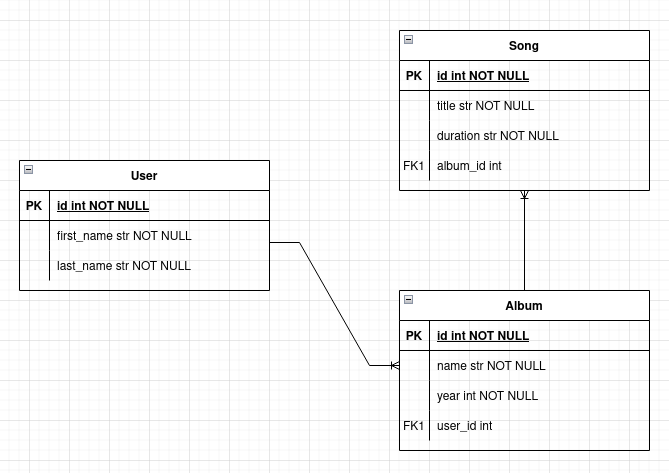 Song
PK id int NOT NULL
title str NOT NULL
duration str NOT NULL
FK1 album_id int
User
PK id int NOT NULL
first_name str NOT NULL
last_name str NOT NULL
Album
PK id int NOT NULL
name str NOT NULL
year int NOT NULL
FK1 user_id int